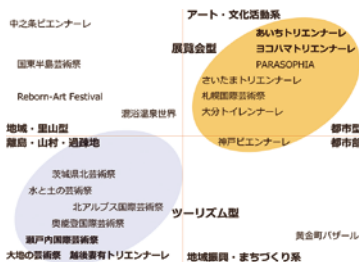 アート・文化活動系
中之条ビエンナーレ
展覧会型
あいちトリエンナーレ
ヨコハマトリエンナーレ
国東半島芸術祭
PARASOPHIA
さいたまトリエンナーレ
Reborn-Art Festival
札幌国際芸術祭
混浴温泉世界
大分トイレンナーレ
地域・里山型
都市型
離島・山村・過疎地
神戸ビエンナーレ
都市部
茨城県北芸術祭
水と土の芸術祭
北アルプス国際芸術祭
ツーリズム型
奥能登国際芸術祭
黄金町バザール
瀬戸内国際芸術祭
大地の芸術祭 越後妻有トリエンナーレ
地域振興・まちづくり系